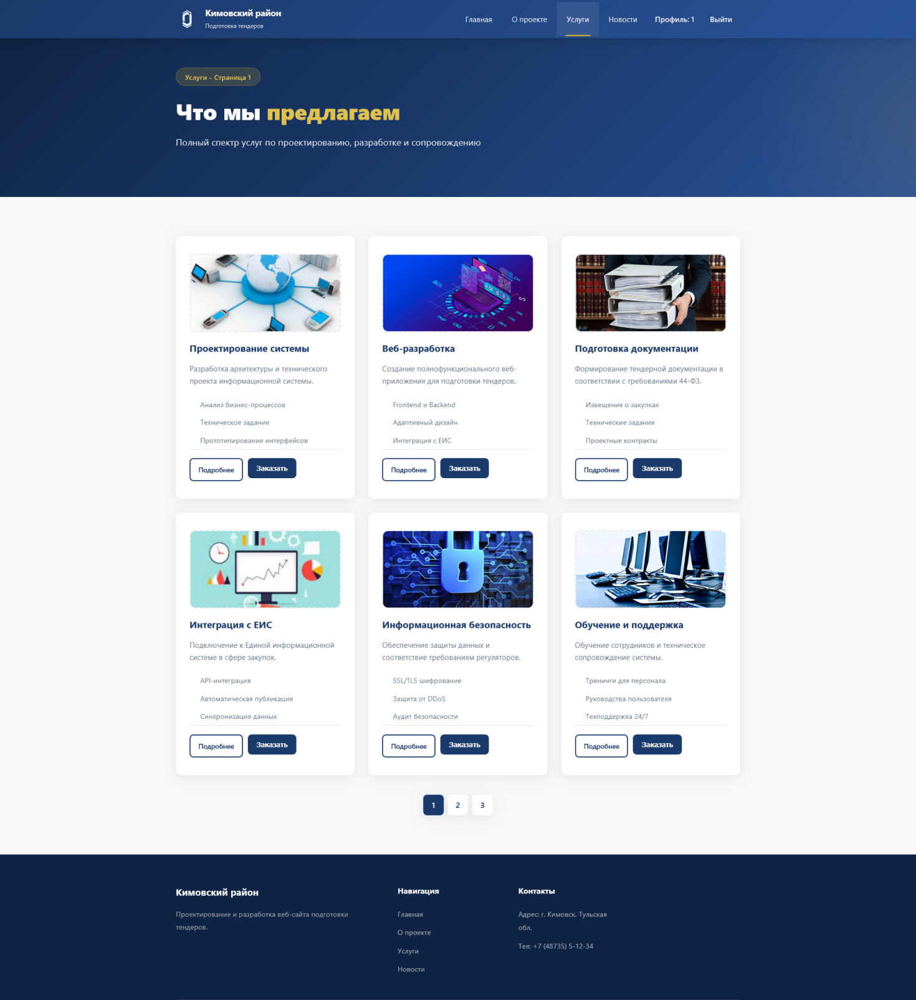 Кимовский район
Подготовка тендеров
Главная
О проекте
Услуги
Новости
Профиль: 1
Выйти
Услуги - Страница 1
Что мы предлагаем
Полный спектр услуг по проектированию, разработке и сопровождению
Проектирование системы
Разработка архитектуры и технического
проекта информационной системы.
Анализ бизнес-процессов
Техническое задание
Прототипирование интерфейсов
Подробнее
Заказать
SQL
C++
</>
PHP
CSS
{}
JAVA
HTML
XML
Веб-разработка
Создание полнофункционального веб-
приложения для подготовки тендеров.
Frontend и Backend
Адаптивный дизайн
Интеграция с ЕИС
Подробнее
Заказать
Подготовка документации
Формирование тендерной документации в
соответствии с требованиями 44-ФЗ.
Извещения о закупках
Технические задания
Проектные контракты
Подробнее
Заказать
Интеграция с ЕИС
Подключение к Единой информационной
системе в сфере закупок.
API-интеграция
Автоматическая публикация
Синхронизация данных
Подробнее
Заказать
Информационная безопасность
Обеспечение защиты данных и
соответствие требованиям регуляторов.
SSL/TLS шифрование
Защита от DDoS
Аудит безопасности
Подробнее
Заказать
Обучение и поддержка
Обучение сотрудников и техническое
сопровождение системы.
Тренинги для персонала
Руководства пользователя
Техподдержка 24/7
Подробнее
Заказать
1
2
3
Кимовский район
Проектирование и разработка веб-сайта подготовки
тендеров.
Навигация
Главная
О проекте
Услуги
Новости
Контакты
Адрес: г. Кимовск, Тульская
обл.
Тел: +7 (48735) 5-12-34